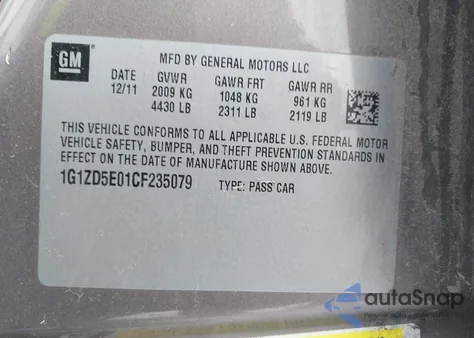 GM
MFD BY GENERAL MOTORS LLC
DATE GVWR GAWR FRT GAWR RR
12/11 2009 KG 1048 KG 961 KG
4430 LB 2311 LB 2119 LB
THIS VEHICLE CONFORMS TO ALL APPLICABLE U.S. FEDERAL MOTOR
VEHICLE SAFETY, BUMPER, AND THEFT PREVENTION STANDARDS IN
EFFECT ON THE DATE OF MANUFACTURE SHOWN ABOVE.
1G1ZD5E01CF235079 TYPE: PASS CAR
autoSnap